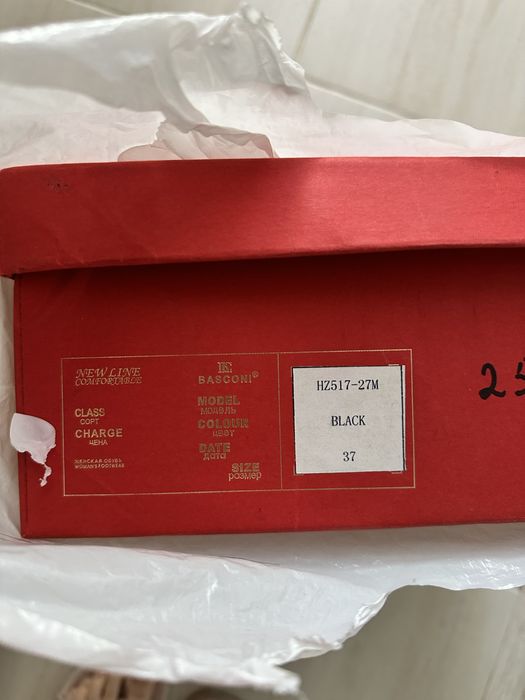 NEW LINE
COMFORTABLE
BASCONI®
CLASS
СОРТ
CHARGE
ЦЕНА
ЖЕНСКАЯ ОБУВЬ
WOMAN'S FOOTWEAR
MODEL
МОДЕЛЬ
COLOUR
ЦВЕТ
DATE
Дата
SIZE
розмер
HZ517-27M
BLACK
37